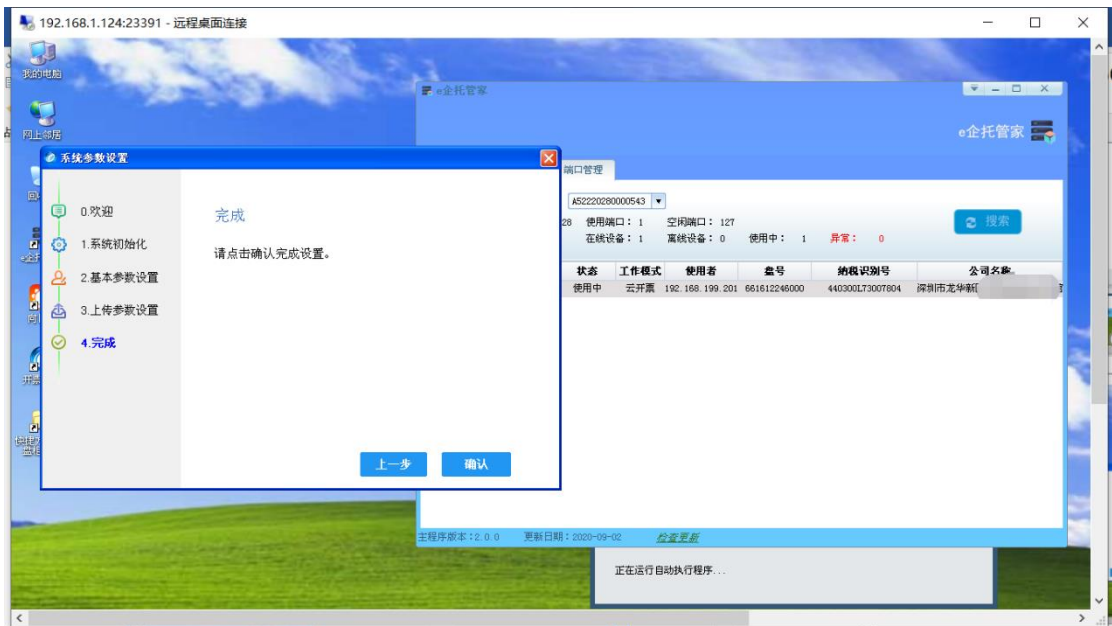 192.168.1.124:23391 - 远程桌面连接
我的电脑
网上邻居
e企托管家
e企托管家
端口管理
A52220280000543
28 使用端口: 1 空闲端口: 127
在线设备: 1 离线设备: 0 使用中: 1 异常: 0
搜索
状态 工作模式 使用者 盘号 纳税识别号 公司名称
使用中 云开票 192.168.199.201 661612246000 440300L73007804 深圳市龙华新
系统参数设置
0.欢迎
1.系统初始化
2.基本参数设置
3.上传参数设置
4.完成
完成
请点击确认完成设置。
上一步 确认
主程序版本:2.0.0 更新日期:2020-09-02 检查更新
正在运行自动执行程序...